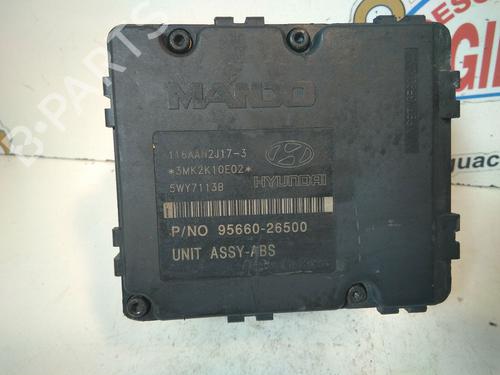 MANDO
116AAN2J17-3
*3MK2K10E02*
5WY7113B
HYUNDAI
P/NO 95660-26500
UNIT ASSY-ABS
B-PARTS